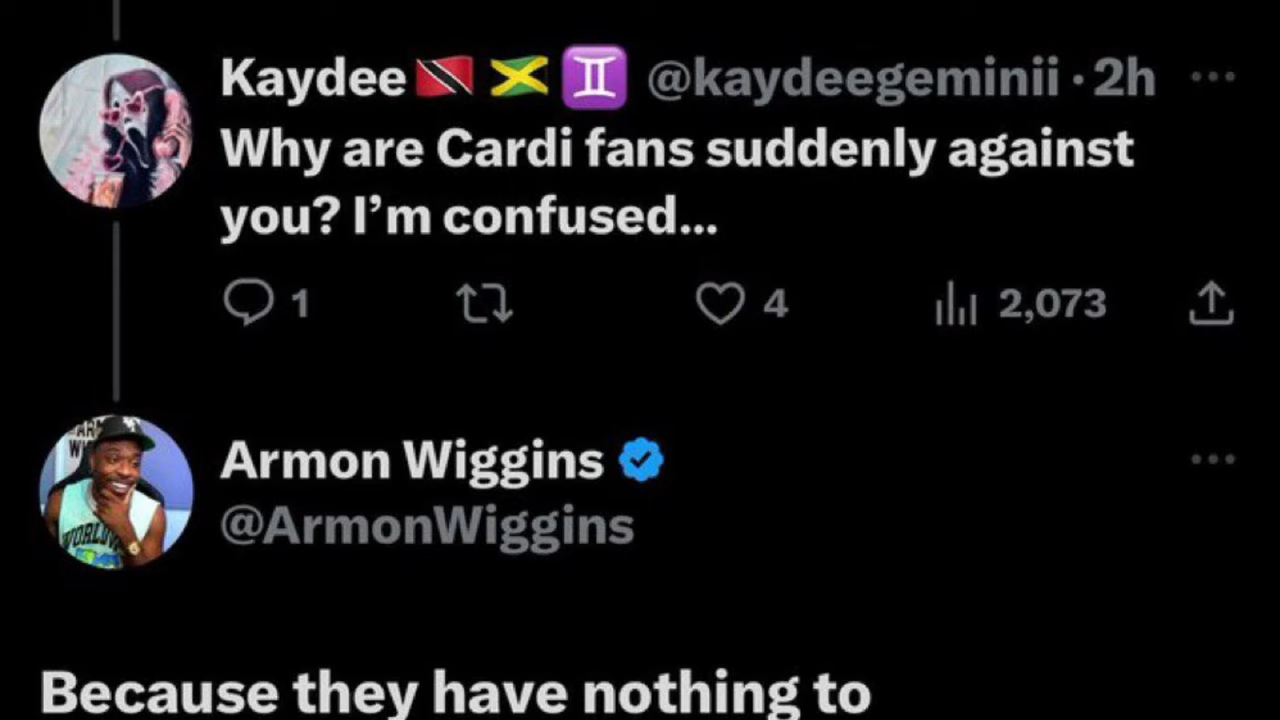 Kaydee🇹🇹 🇯🇲 ♊ @kaydeegeminii · 2h
Why are Cardi fans suddenly against
you? I’m confused...
1 4 2,073
Armon Wiggins
@ArmonWiggins
Because they have nothing to